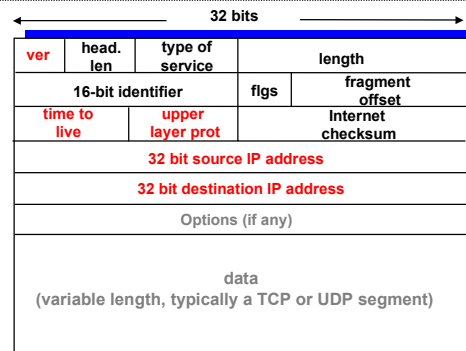 32 bits
ver
head.
len
type of
service
length
16-bit identifier
flgs
fragment
offset
time to
live
upper
layer prot
Internet
checksum
32 bit source IP address
32 bit destination IP address
Options (if any)
data
(variable length, typically a TCP or UDP segment)